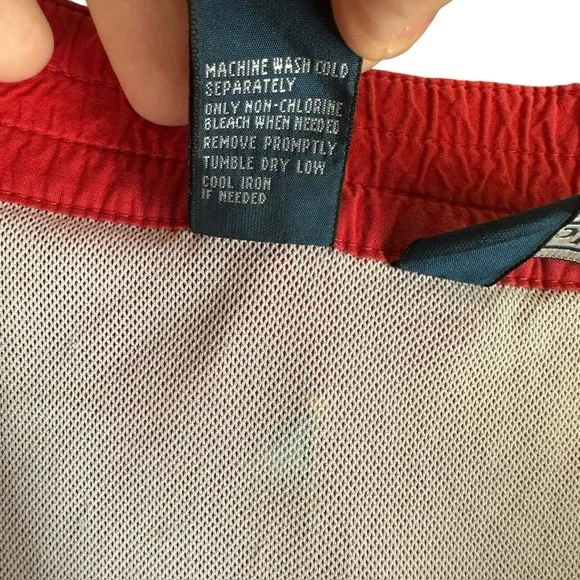 MACHINE WASH COLD
SEPARATELY
ONLY NON-CHLORINE
BLEACH WHEN NEEDED
REMOVE PROMPTLY
TUMBLE DRY LOW
COOL IRON
IF NEEDED